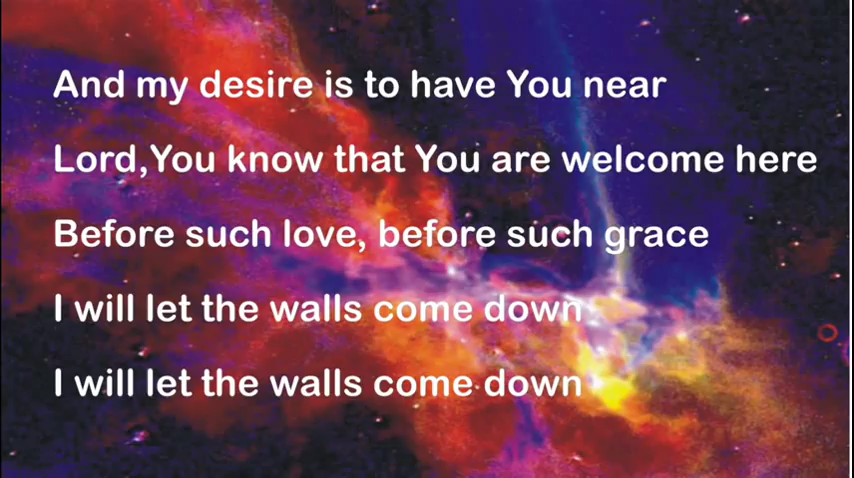 And my desire is to have You near
Lord,You know that You are welcome here
Before such love, before such grace
I will let the walls come down
I will let the walls come down